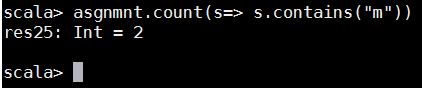 scala> asgnmnt.count(s=> s.contains("m"))
res25: Int = 2
scala>